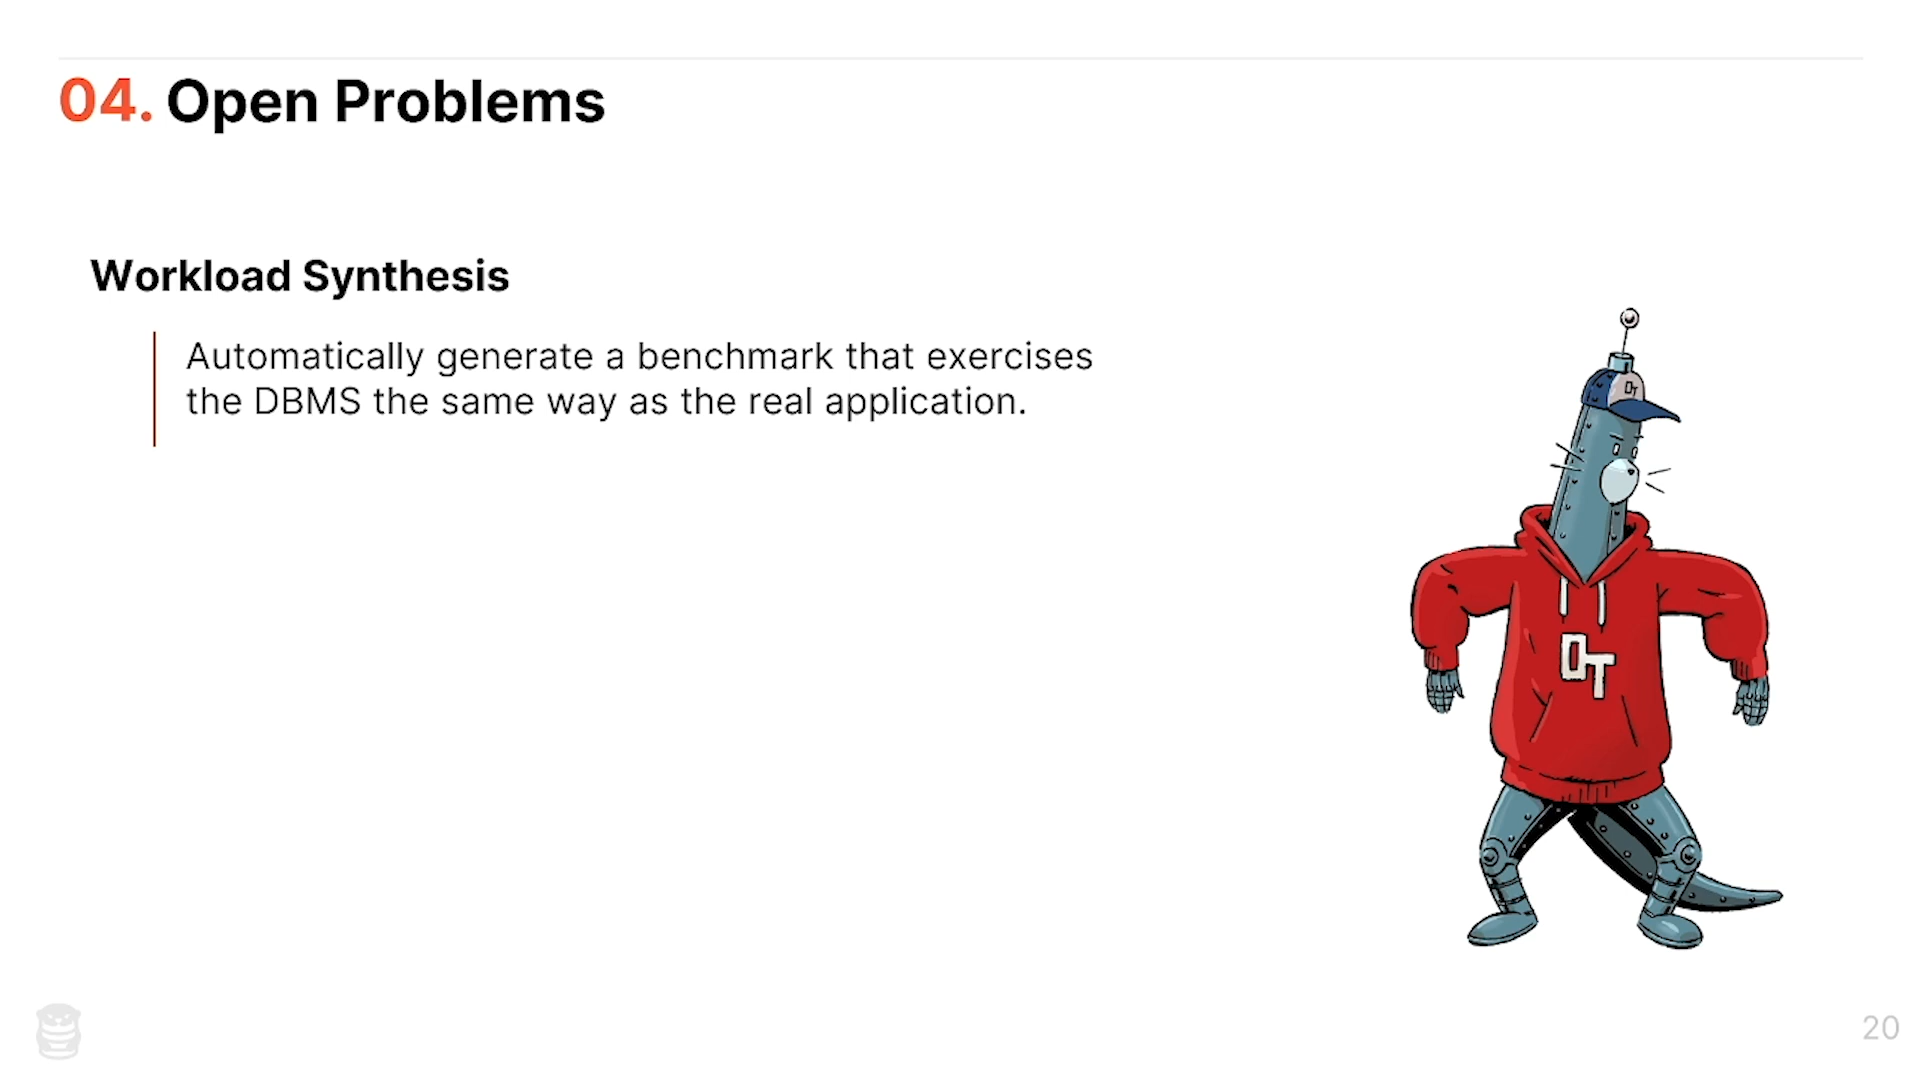 04. Open Problems
Workload Synthesis
Automatically generate a benchmark that exercises
the DBMS the same way as the real application.
OT
OT
20